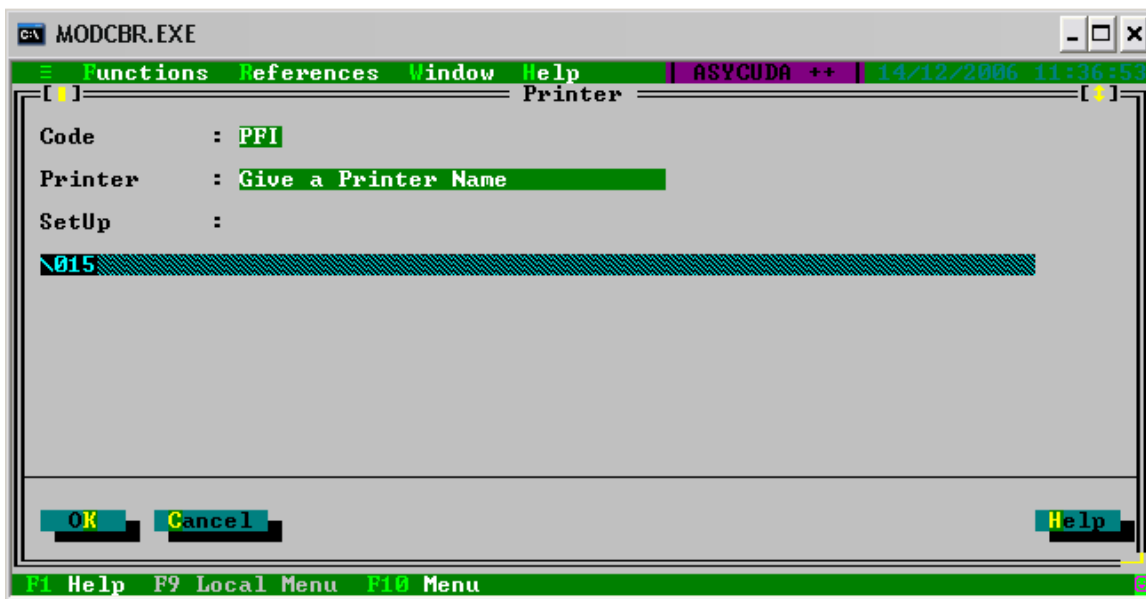 MODCBR.EXE
≡ Functions References Window Help ASYCUDA ++ 14/12/2006 11:36:53
Printer
Code : PFI
Printer : Give a Printer Name
SetUp :
\015
OK Cancel Help
F1 Help F9 Local Menu F10 Menu